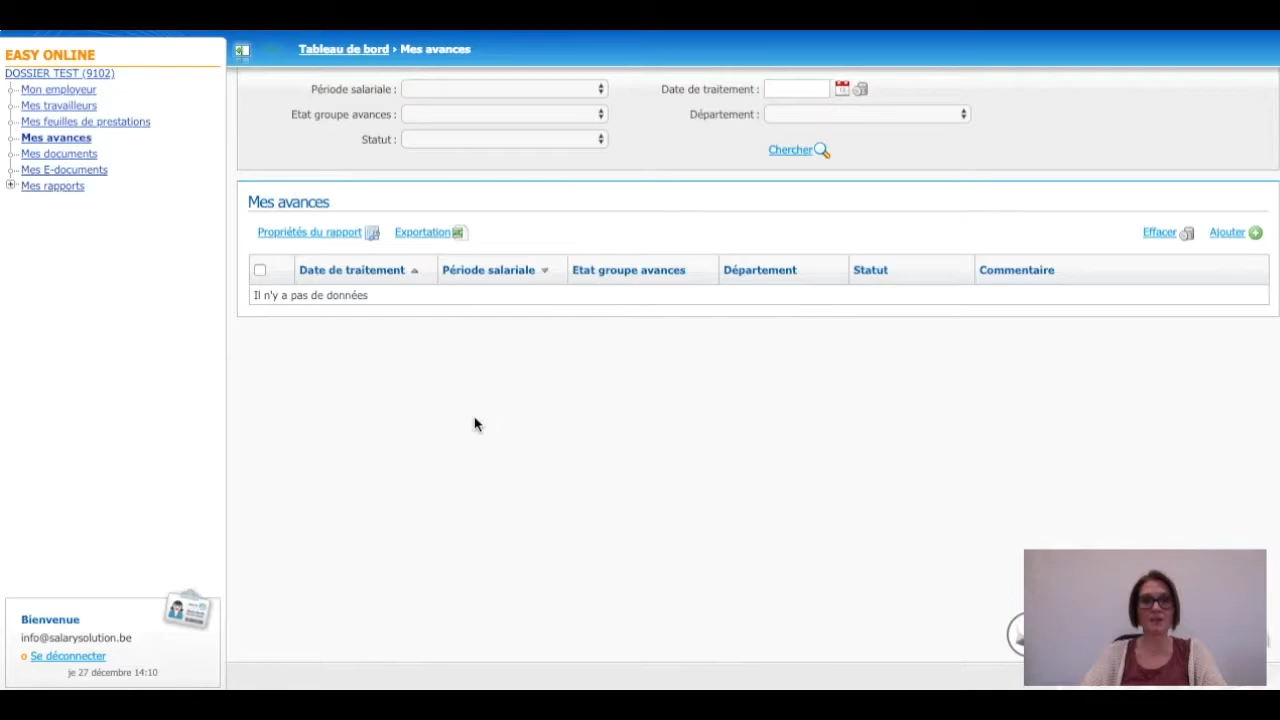 EASY ONLINE
DOSSIER TEST (9102)
Mon employeur
Mes travailleurs
Mes feuilles de prestations
Mes avances
Mes documents
Mes E-documents
Mes rapports
Tableau de bord › Mes avances
Période salariale :
Date de traitement :
Etat groupe avances :
Département :
Statut :
Chercher
Mes avances
Propriétés du rapport Exportation Effacer Ajouter
Date de traitement Période salariale Etat groupe avances Département Statut Commentaire
Il n'y a pas de données
Bienvenue
info@salarysolution.be
Se déconnecter
je 27 décembre 14:10